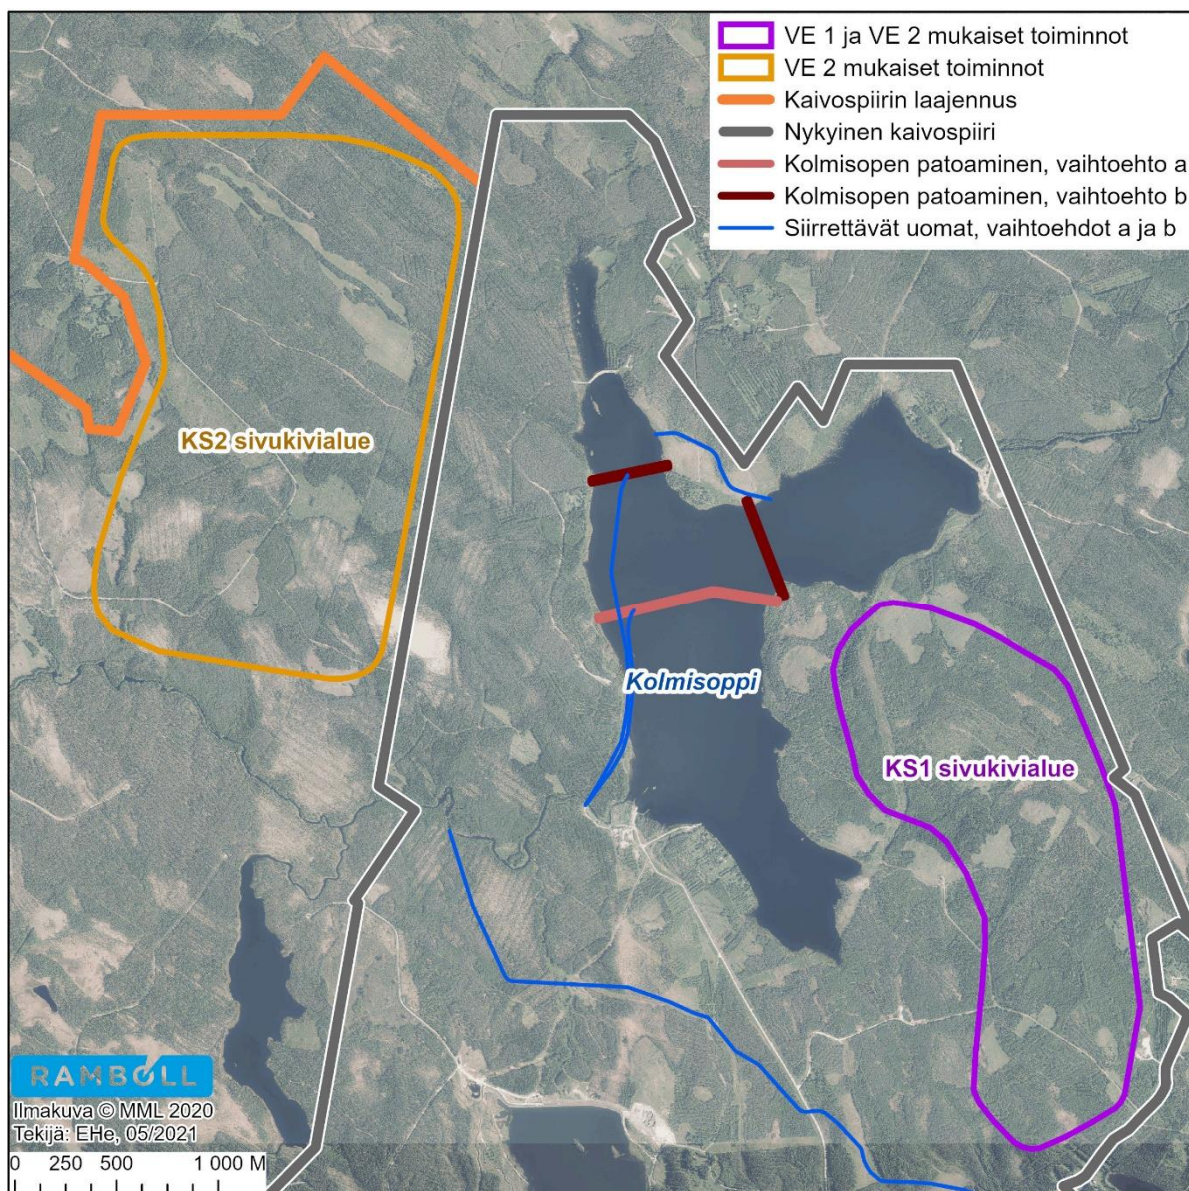 VE 1 ja VE 2 mukaiset toiminnot
VE 2 mukaiset toiminnot
Kaivospiirin laajennus
Nykyinen kaivospiiri
Kolmisopen patoaminen, vaihtoehto a
Kolmisopen patoaminen, vaihtoehto b
Siirrettävät uomat, vaihtoehdot a ja b
KS2 sivukivialue
Kolmisoppi
KS1 sivukivialue
RAMBOLL
Ilmakuva © MML 2020
Tekijä: EHe, 05/2021
0 250 500 1 000 M